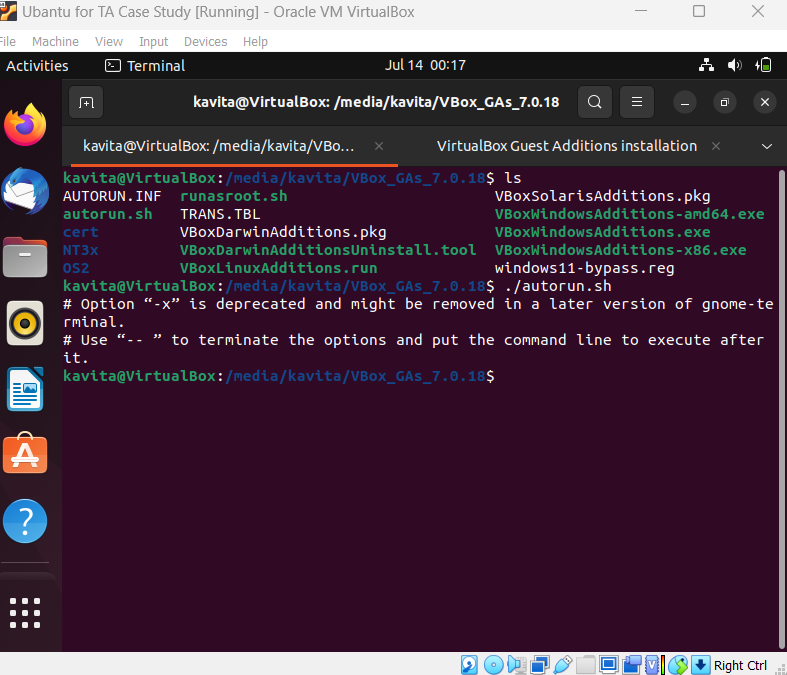 Ubantu for TA Case Study [Running] - Oracle VM VirtualBox
File Machine View Input Devices Help
Activities Terminal Jul 14 00:17
kavita@VirtualBox: /media/kavita/VBox_GAs_7.0.18
kavita@VirtualBox: /media/kavita/VBo... VirtualBox Guest Additions installation
kavita@VirtualBox:/media/kavita/VBox_GAs_7.0.18$ ls
AUTORUN.INF runasroot.sh VBoxSolarisAdditions.pkg
autorun.sh TRANS.TBL VBoxWindowsAdditions-amd64.exe
cert VBoxDarwinAdditions.pkg VBoxWindowsAdditions.exe
NT3x VBoxDarwinAdditionsUninstall.tool VBoxWindowsAdditions-x86.exe
OS2 VBoxLinuxAdditions.run windows11-bypass.reg
kavita@VirtualBox:/media/kavita/VBox_GAs_7.0.18$ ./autorun.sh
# Option “-x” is deprecated and might be removed in a later version of gnome-te
rminal.
# Use “-- ” to terminate the options and put the command line to execute after
it.
kavita@VirtualBox:/media/kavita/VBox_GAs_7.0.18$
Right Ctrl